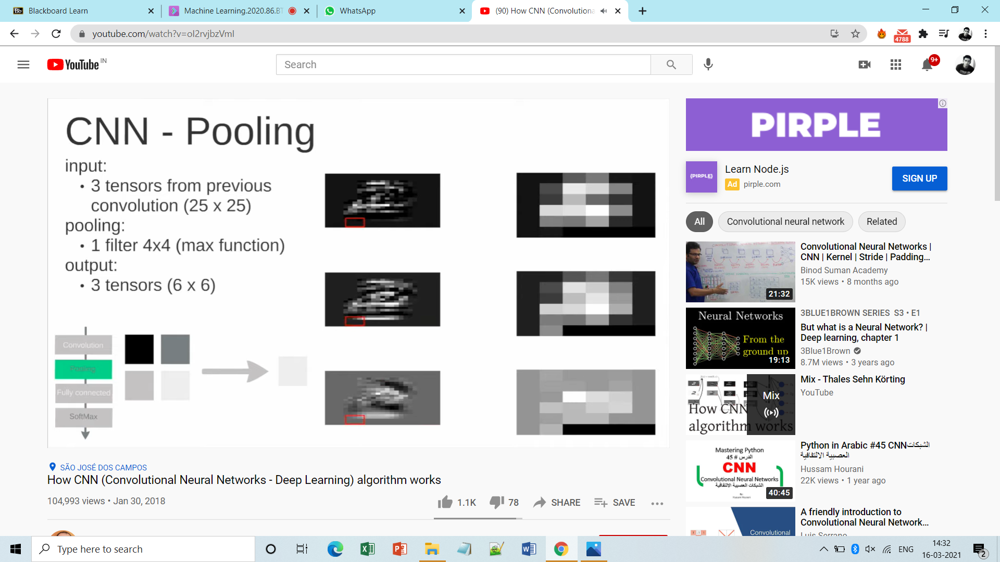 Blackboard Learn
Machine Learning.2020.86.BT
WhatsApp
(90) How CNN (Convolutiona
youtube.com/watch?v=oI2rvjbzVmI
4788
YouTube IN
Search
9+
CNN - Pooling
input:
• 3 tensors from previous
convolution (25 x 25)
pooling:
• 1 filter 4x4 (max function)
output:
• 3 tensors (6 x 6)
Convolution
Pooling
Fully connected
SoftMax
SÃO JOSÉ DOS CAMPOS
How CNN (Convolutional Neural Networks - Deep Learning) algorithm works
104,993 views • Jan 30, 2018
1.1K
78
SHARE
SAVE
PIRPLE
{PIRPLE}
Learn Node.js
Ad pirple.com
SIGN UP
All
Convolutional neural network
Related
21:32
Convolutional Neural Networks |
CNN | Kernel | Stride | Padding...
Binod Suman Academy
15K views • 8 months ago
Neural Networks
From the
ground up
19:13
3BLUE1BROWN SERIES S3 • E1
But what is a Neural Network? |
Deep learning, chapter 1
3Blue1Brown
8.7M views • 3 years ago
How CNN
algorithm works
Mix
Mix - Thales Sehn Körting
YouTube
Mastering Python
الدرس # 45
CNN
Convolutional Neural Networks
الشبكات العصبية الالتفافية
By:
Hussam Hourani
40:45
Python in Arabic #45 CNNالشبكات
العصبية الالتفافية
Hussam Hourani
22K views • 1 year ago
Convolutional
A friendly introduction to
Convolutional Neural Network...
Luis Serrano
Type here to search
ENG
14:32
16-03-2021
2